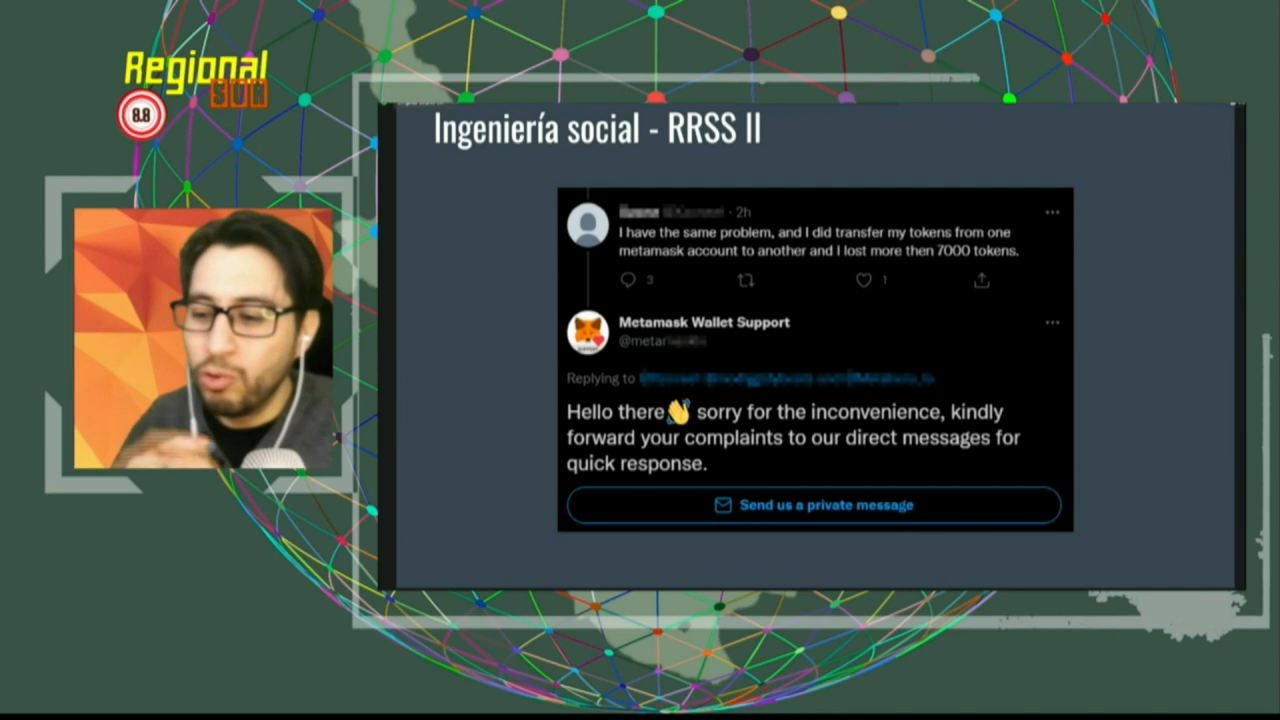 Regional
SUR
8.8
Ingeniería social - RRSS II
· 2h
I have the same problem, and I did transfer my tokens from one
metamask account to another and I lost more then 7000 tokens.
3
1
Metamask Wallet Support
@metar
Replying to
Hello there👋 sorry for the inconvenience, kindly
forward your complaints to our direct messages for
quick response.
Send us a private message